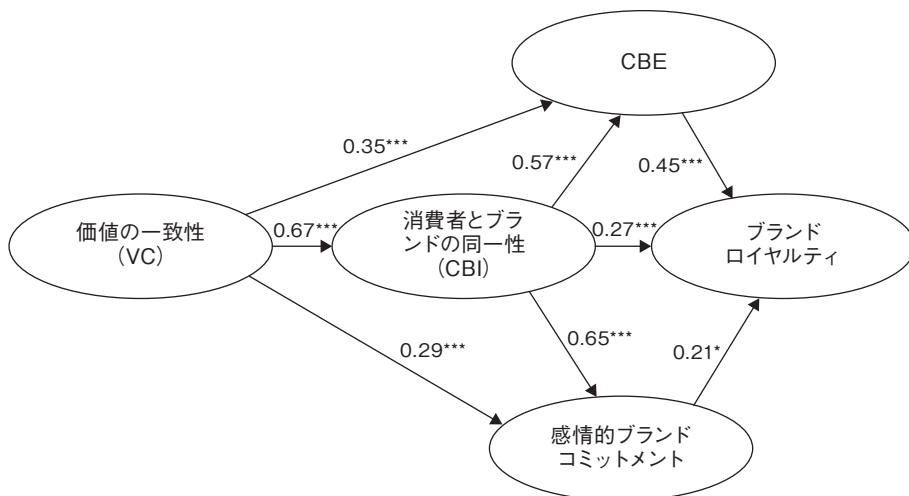 CBE
0.35***
0.57***
0.45***
価値の一致性
(VC)
0.67***
消費者とブラ
ンドの同一性
(CBI)
0.27***
ブランド
ロイヤルティ
0.29***
0.65***
0.21*
感情的ブランド
コミットメント